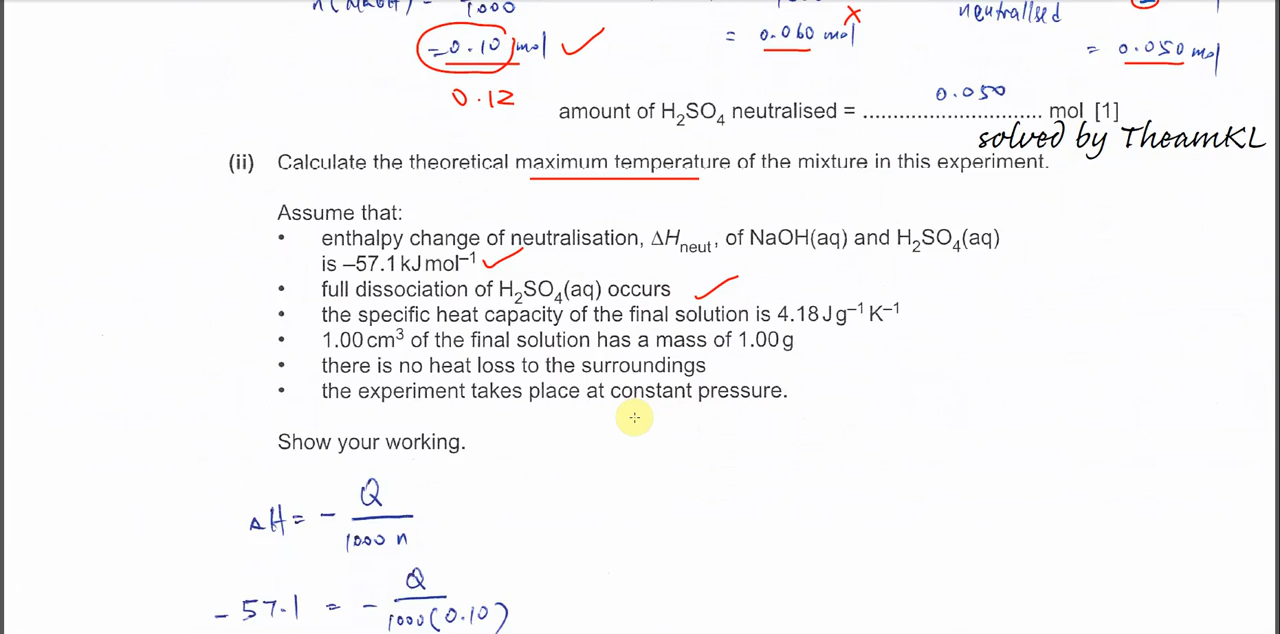 n(NaOH) = 1000
= 0.10 mol ✓
0.12
= 0.060 mol
x
neutrallsed
= 0.050 mol
0.050
amount of H₂SO₄ neutralised = .............................. mol [1]
solved by TheamKL
(ii) Calculate the theoretical maximum temperature of the mixture in this experiment.
Assume that:
• enthalpy change of neutralisation, ΔH_neut, of NaOH(aq) and H₂SO₄(aq)
is –57.1 kJ mol⁻¹ ✓
• full dissociation of H₂SO₄(aq) occurs ✓
• the specific heat capacity of the final solution is 4.18 J g⁻¹ K⁻¹
• 1.00 cm³ of the final solution has a mass of 1.00 g
• there is no heat loss to the surroundings
• the experiment takes place at constant pressure.
Show your working.
ΔH = - Q / 1000 n
- 57.1 = - Q / 1000(0.10)